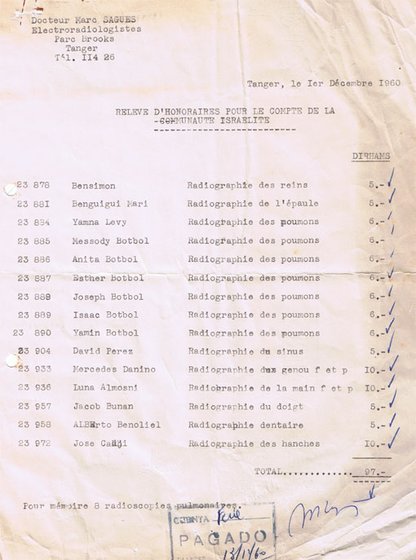 Docteur Marc SAGUES
Electroradiologistes
Parc Brooks
Tanger
Tél. 114 26
Tanger, le 1er Décembre 1960
RELEVE D'HONORAIRES POUR LE COMPTE DE LA
COMMUNAUTE ISRAELITE
DIRHAMS
23 878 Bensimon Radiographie des reins 5.-
23 881 Benguigui Mari Radiographie de l'épaule 5.-
23 884 Yamna Levy Radiographie des poumons 6.-
23 885 Messody Botbol Radiographie des poumons 6.-
23 886 Anita Botbol Radiographie des poumons 6.-
23 887 Esther Botbol Radiographie des poumons 6.-
23 888 Joseph Botbol Radiographie des poumons 6.-
23 889 Isaac Botbol Radiographie des poumons 6.-
23 890 Yamin Botbol Radiographie des poumons 6.-
23 904 David Perez Radiographie du sinus 5.-
23 933 Mercedes Danino Radiographie du genou f et p 10.-
23 936 Luna Almosni Radiographie de la main f et p 10.-
23 957 Jacob Bunan Radiographie du doigt 5.-
23 958 ALBErto Benoliel Radiographie dentaire 5.-
23 972 Jose Cadji Radiographie des hanches 10.-
TOTAL............. 97.-
Pour mémoire 8 radioscopies pulmonaires.
CUENTA
PAGADO